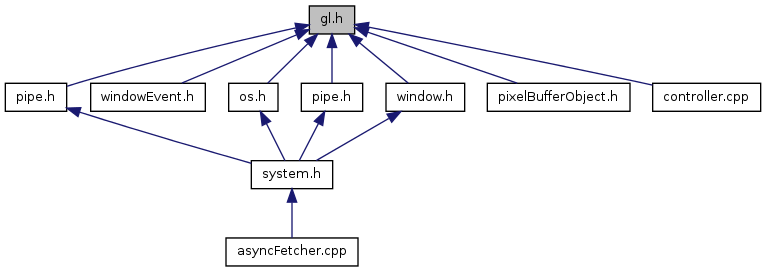 gl.h
pipe.h
windowEvent.h
os.h
pipe.h
window.h
pixelBufferObject.h
controller.cpp
system.h
asyncFetcher.cpp